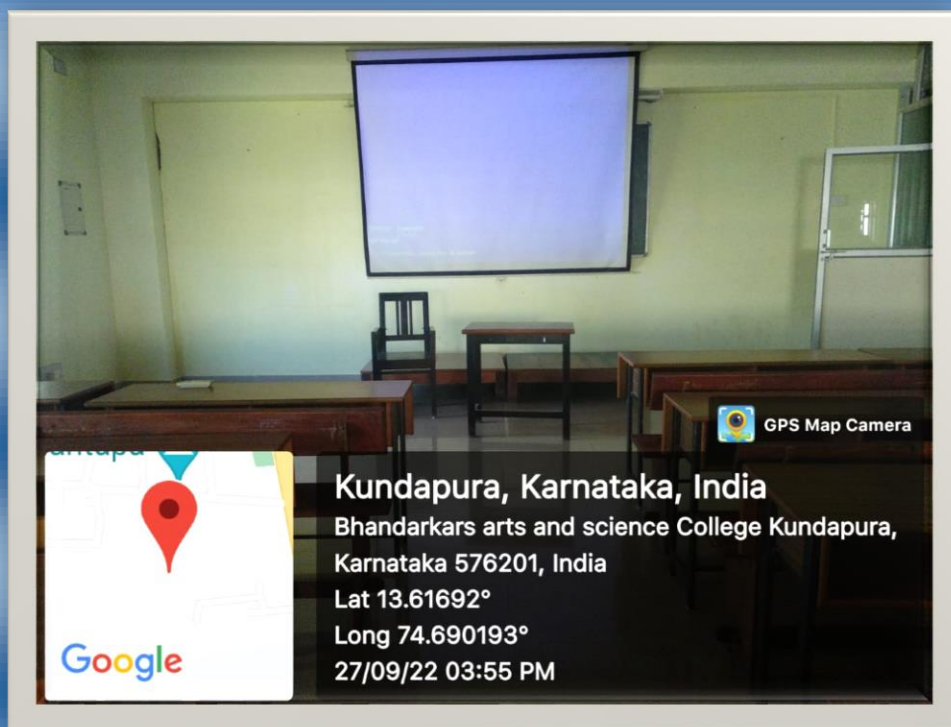 GPS Map Camera
Kundapura, Karnataka, India
Bhandarkars arts and science College Kundapura,
Karnataka 576201, India
Lat 13.61692°
Long 74.690193°
27/09/22 03:55 PM
Google